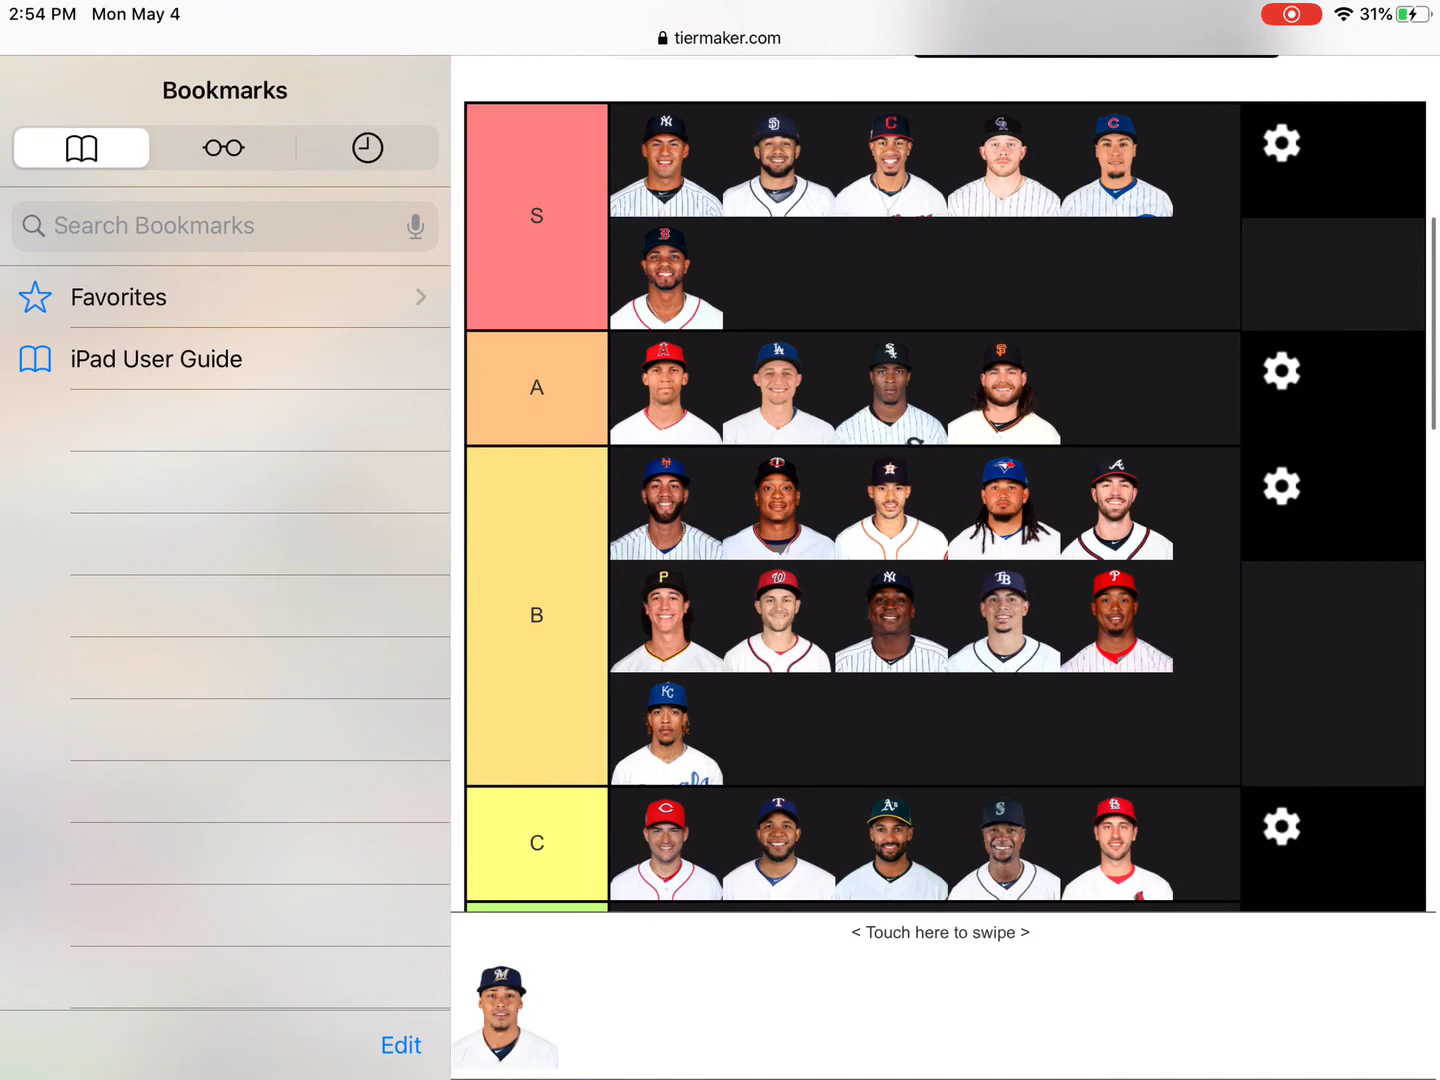 2:54 PM Mon May 4
31%
tiermaker.com
Bookmarks
Search Bookmarks
Favorites
iPad User Guide
Edit
S
A
B
C
< Touch here to swipe >